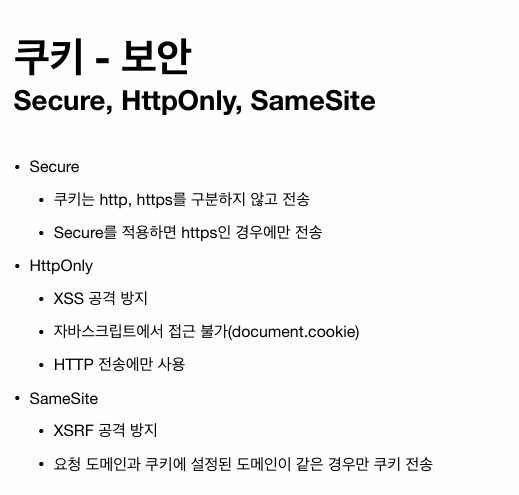 쿠키 - 보안
Secure, HttpOnly, SameSite
• Secure
• 쿠키는 http, https를 구분하지 않고 전송
• Secure를 적용하면 https인 경우에만 전송
• HttpOnly
• XSS 공격 방지
• 자바스크립트에서 접근 불가(document.cookie)
• HTTP 전송에만 사용
• SameSite
• XSRF 공격 방지
• 요청 도메인과 쿠키에 설정된 도메인이 같은 경우만 쿠키 전송